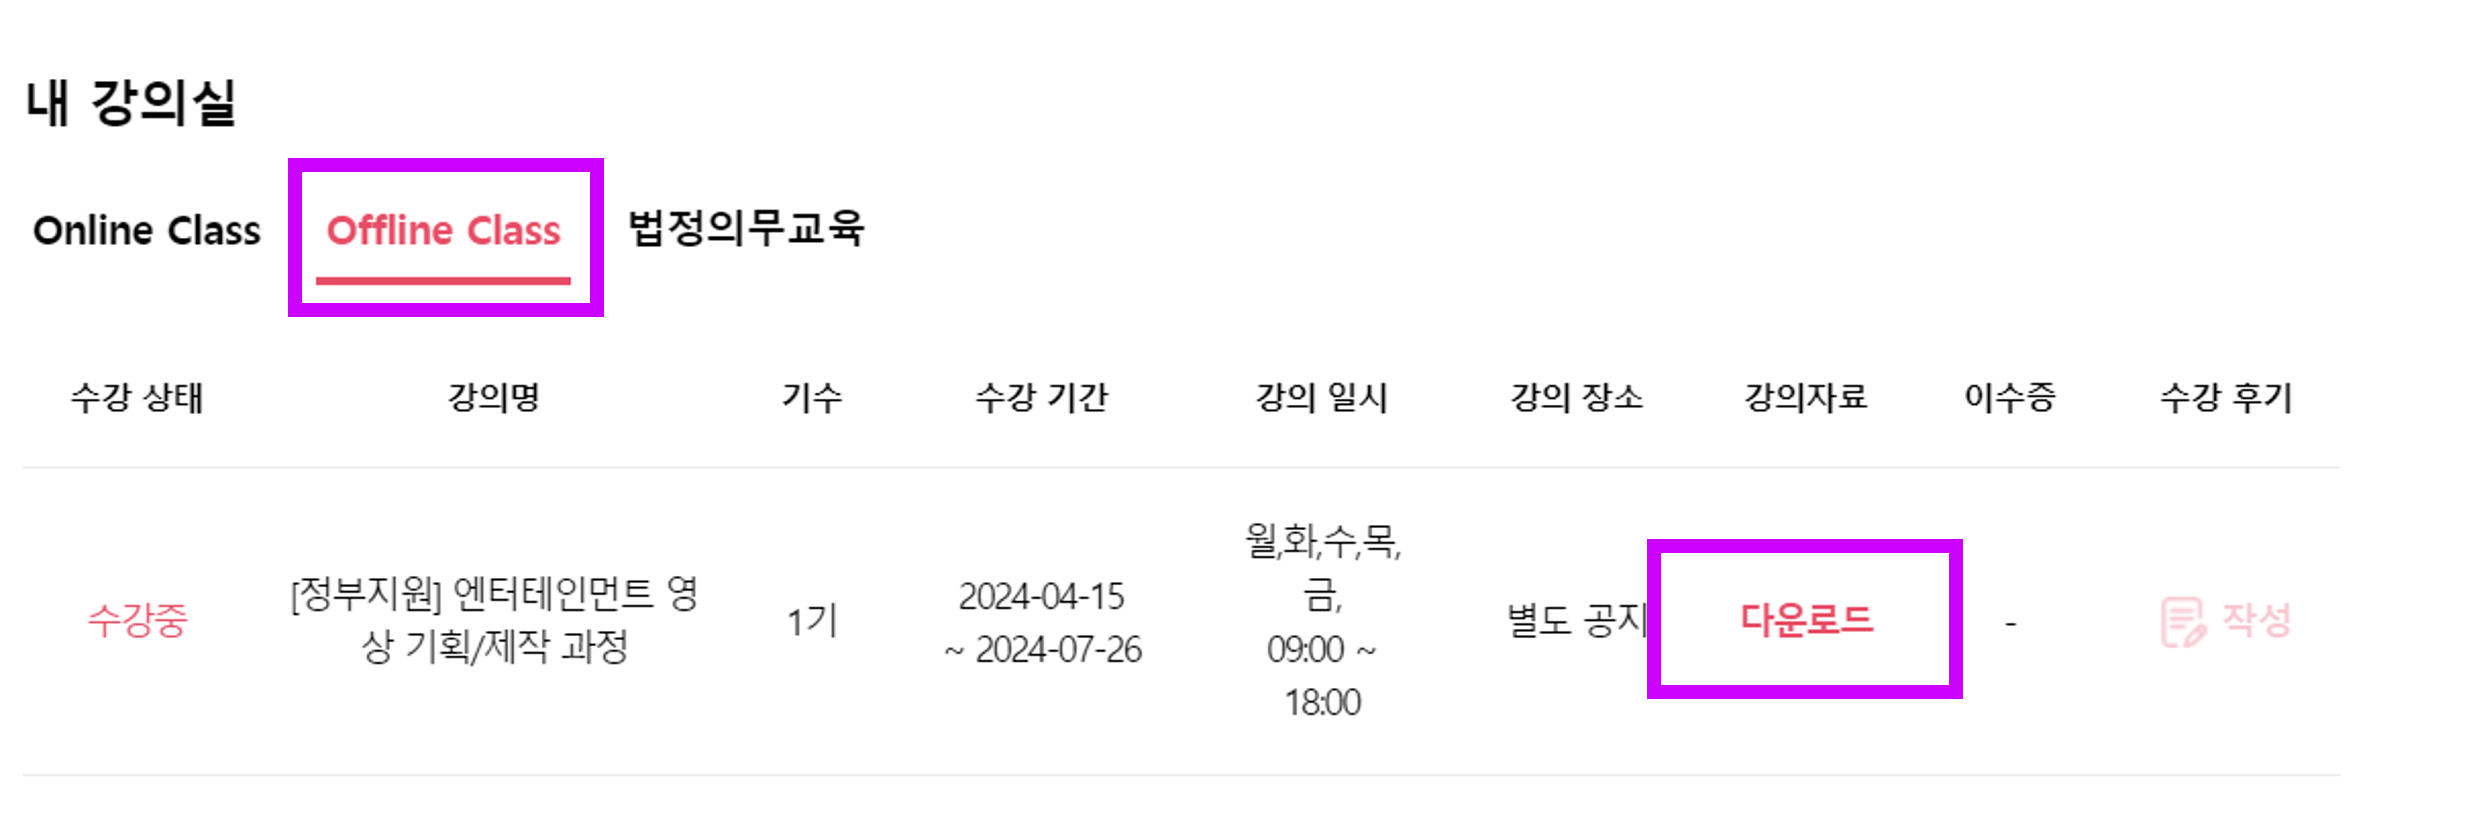 내 강의실
Online Class Offline Class 법정의무교육
수강 상태 강의명 기수 수강 기간 강의 일시 강의 장소 강의자료 이수증 수강 후기
수강중
[정부지원] 엔터테인먼트 영
상 기획/제작 과정
1기
2024-04-15
~ 2024-07-26
월,화,수,목,
금,
09:00 ~
18:00
별도 공지
다운로드
-
작성